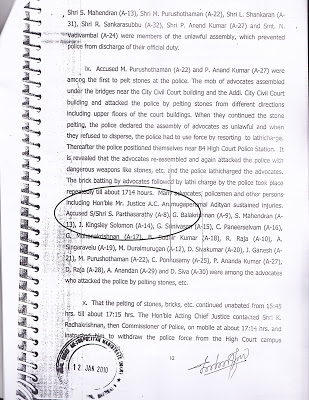 Shri S. Mahendran (A-13), Shri M. Purushothaman (A-22), Shri L. Shankaran (A-
31), Shri R. Sankarasubbu (A-32), Shri P. Anand Kumar (A-27) and Smt. N.
Vadivambal (A-24) were members of the unlawful assembly, which prevented
police from discharge of their official duty.
ix. Accused M. Purushothaman (A-22) and P. Anand Kumar (A-27) were
among the first to pelt stones at the police. The mob of advocates assembled
under the bridges near the City Civil Court building and the Addl. City Civil Court
building and attacked the police by pelting stones from different directions
including upper floors of the court buildings. When they continued the stone
pelting, the police declared the assembly of advocates as unlawful and when
they refused to disperse, the police had to use force by resorting to lathicharge.
Thereafter the police positioned themselves near B4 High Court Police Station. It
is revealed that the advocates re-assembled and again attacked the police with
dangerous weapons like stones, etc. and the police lathicharged the advocates.
The brick batting by advocates followed by lathi charge by the police took place
repeatedly till about 1714 hours. Many advocates, policemen and other persons
including Hon'ble Mr. Justice A.C. Arumugaperumal Adityan sustained injuries.
Accused S/Shri S. Parthasarathy (A-8), G. Balakrishnan (A-9), S. Mahendran (A-
13), J. Kingsley Solomon (A-14), G. Srinivasan (A-15), C. Paneerselvam (A-16),
G. Muralikrishnan (A-17), B. Sudhir Kumar (A-18), R. Raja (A-10), A.
Singaravelu (A-19), M. Duraimurugan (A-12), D. Sivakumar (A-20), J. Ganesh (A-
21), M. Purushothaman (A-22), C. Ponnusamy (A-25), P. Ananda Kumar (A-27),
D. Raja (A-28), A. Anandan (A-29) and D. Siva (A-30) were among the advocates
who attacked the police by pelting stones, etc.
x. That the pelting of stones, bricks, etc. continued unabated from 15:45
hrs. till about 17:15 hrs. The Hon'ble Acting Chief Justice contacted Shri K.
Radhakrishnan, then Commissioner of Police, on mobile at about 17:14 hrs. and
instructed him to withdraw the police force from the High Court campus
12
12 JAN 2010